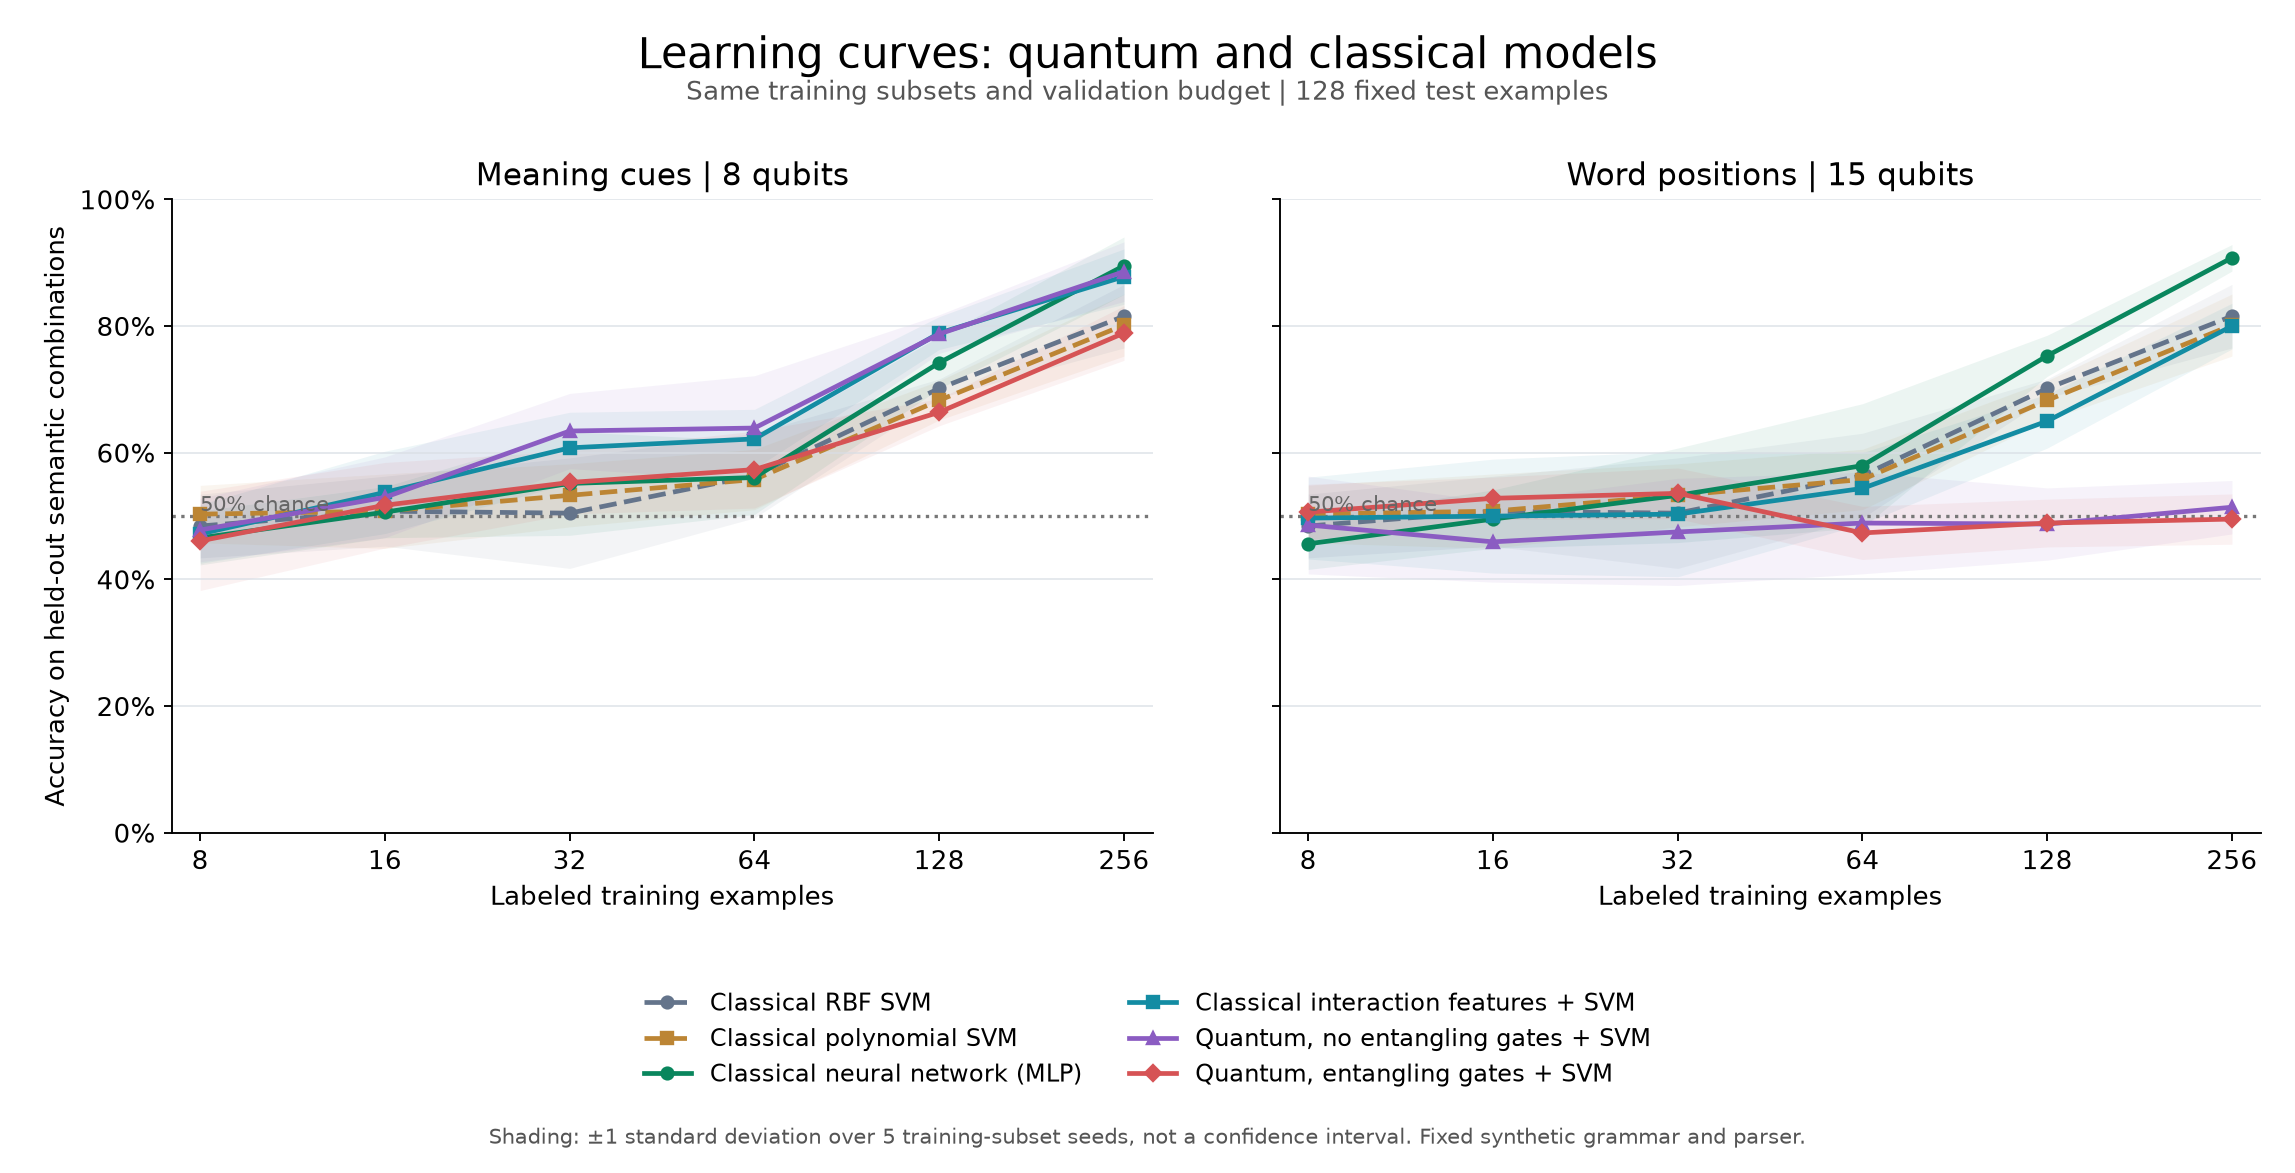 Learning curves: quantum and classical models
Same training subsets and validation budget | 128 fixed test examples
Meaning cues | 8 qubits
Accuracy on held-out semantic combinations
100%
80%
60%
40%
20%
0%
50% chance
8 16 32 64 128 256
Labeled training examples
Word positions | 15 qubits
50% chance
8 16 32 64 128 256
Labeled training examples
Classical RBF SVM
Classical polynomial SVM
Classical neural network (MLP)
Classical interaction features + SVM
Quantum, no entangling gates + SVM
Quantum, entangling gates + SVM
Shading: ±1 standard deviation over 5 training-subset seeds, not a confidence interval. Fixed synthetic grammar and parser.